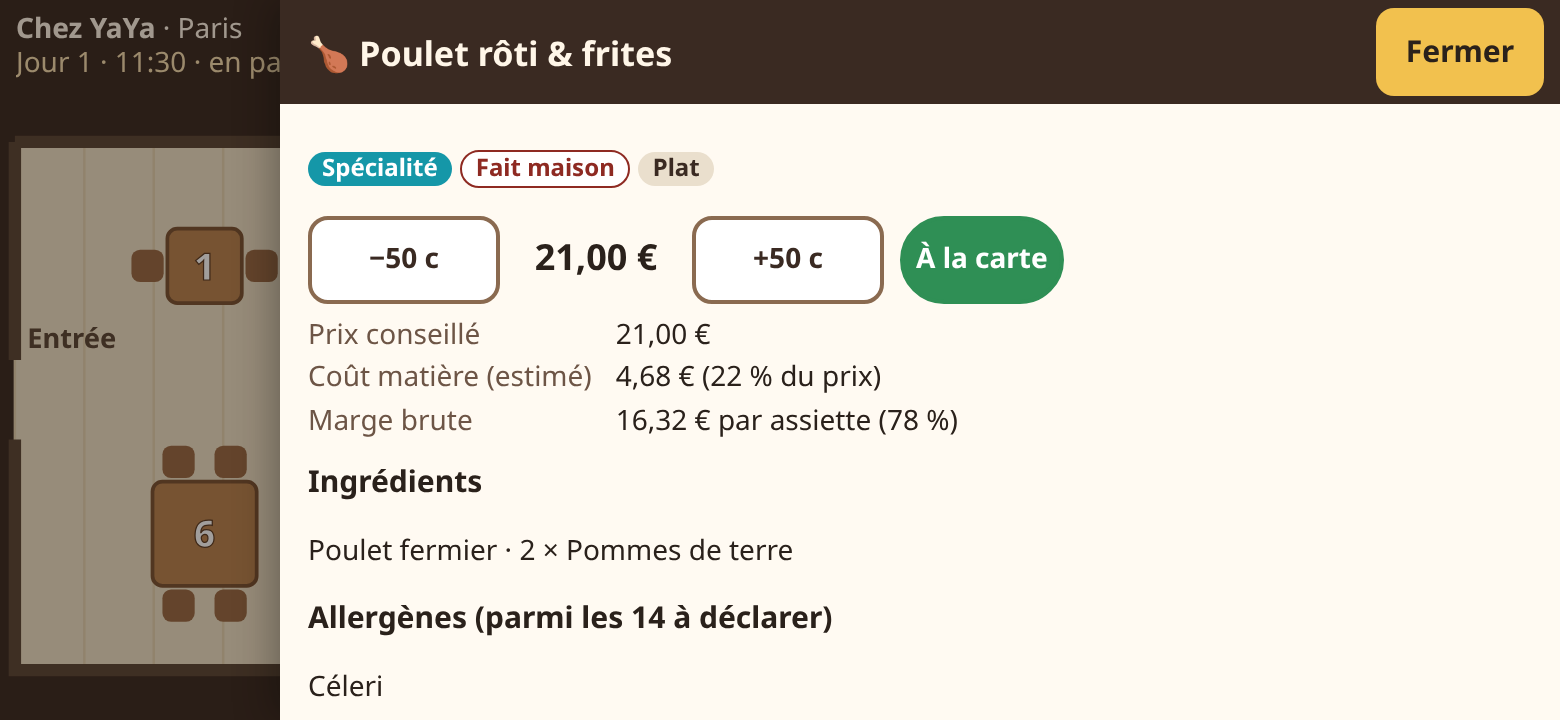 Chez YaYa · Paris
Jour 1 · 11:30 · en pa
🍗 Poulet rôti & frites
Fermer
Spécialité Fait maison Plat
−50 c 21,00 € +50 c À la carte
Prix conseillé 21,00 €
Coût matière (estimé) 4,68 € (22 % du prix)
Marge brute 16,32 € par assiette (78 %)
Ingrédients
Poulet fermier · 2 × Pommes de terre
Allergènes (parmi les 14 à déclarer)
Céleri
1
Entrée
6